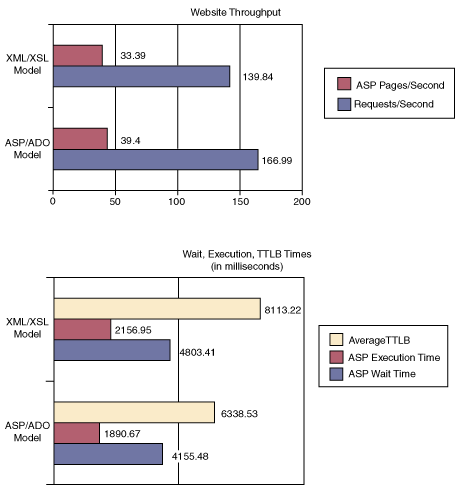 Website Throughput
XML/XSL
Model
33.39
139.84
ASP Pages/Second
Requests/Second
ASP/ADO
Model
39.4
166.99
0 50 100 150 200
Wait, Execution, TTLB Times
(in milliseconds)
XML/XSL
Model
8113.22
2156.95
4803.41
AverageTTLB
ASP Execution Time
ASP Wait Time
ASP/ADO
Model
6338.53
1890.67
4155.48